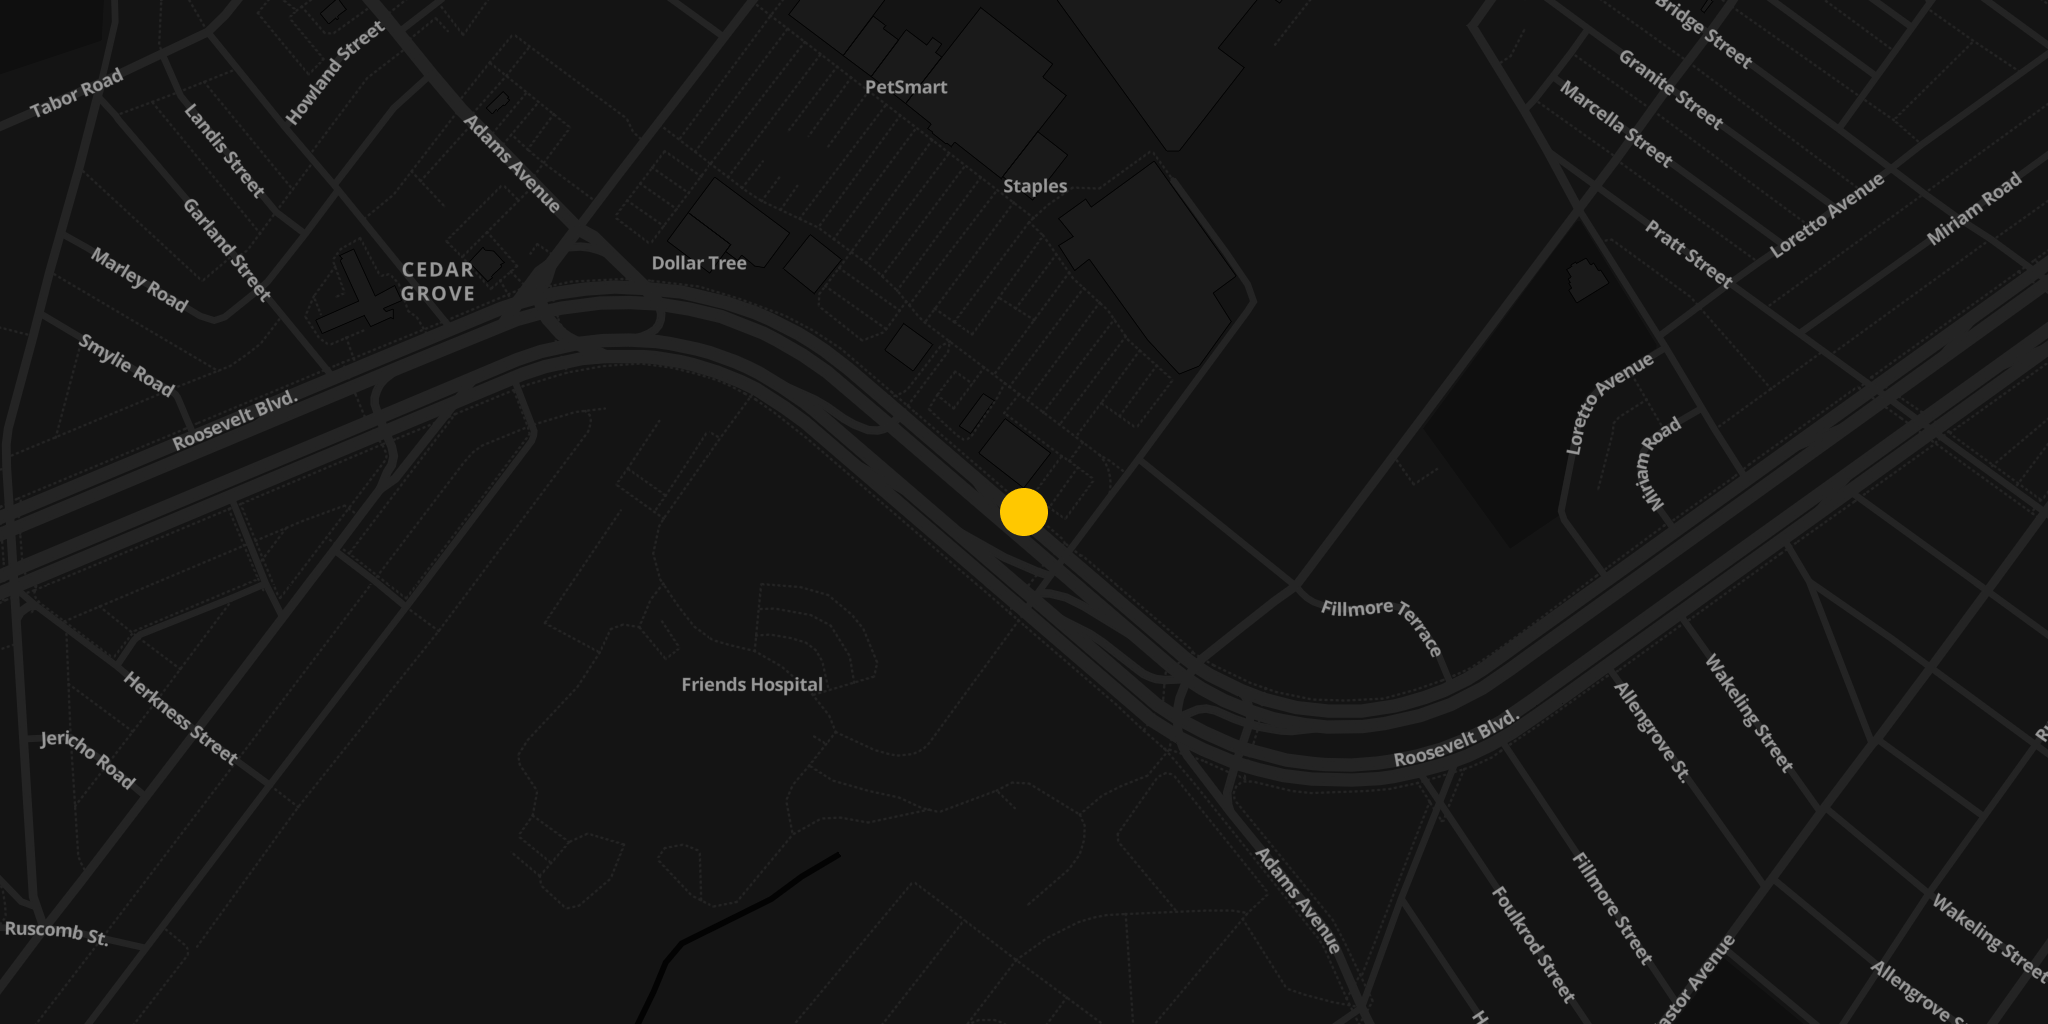 Bridge Street
Howland Street
Granite Street
Tabor Road
PetSmart
Marcella Street
Landis Street
Adams Avenue
Staples
Loretto Avenue
Miriam Road
Garland Street
Pratt Street
Marley Road
CEDAR
GROVE
Dollar Tree
Smylie Road
Loretto Avenue
Roosevelt Blvd.
Miriam Road
Fillmore Terrace
Friends Hospital
Herkness Street
Wakeling Street
Allengrove St.
Roosevelt Blvd.
Jericho Road
Adams Avenue
Fillmore Street
Foulkrod Street
Ruscomb St.
Wakeling Street
astor Avenue
Allengrove S
H